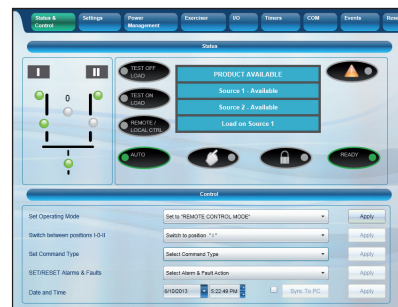 Status & Control
Settings
Power Management
Exerciser
I/O
Timers
COM
Events
Status
I
II
0
TEST OFF LOAD
TEST ON LOAD
REMOTE / LOCAL CTRL
PRODUCT AVAILABLE
Source 1 - Available
Source 2 - Available
Load on Source 1
AUTO
READY
Control
Set Operating Mode
Set to "REMOTE CONTROL MODE"
Apply
Switch between positions I-0-II
Switch to position "I"
Apply
Set Command Type
Select Command Type
Apply
SET/RESET Alarms & Faults
Select Alarm & Fault Action
Apply
Date and Time
6/10/2013
5:22:49 PM
Sync To PC
Apply